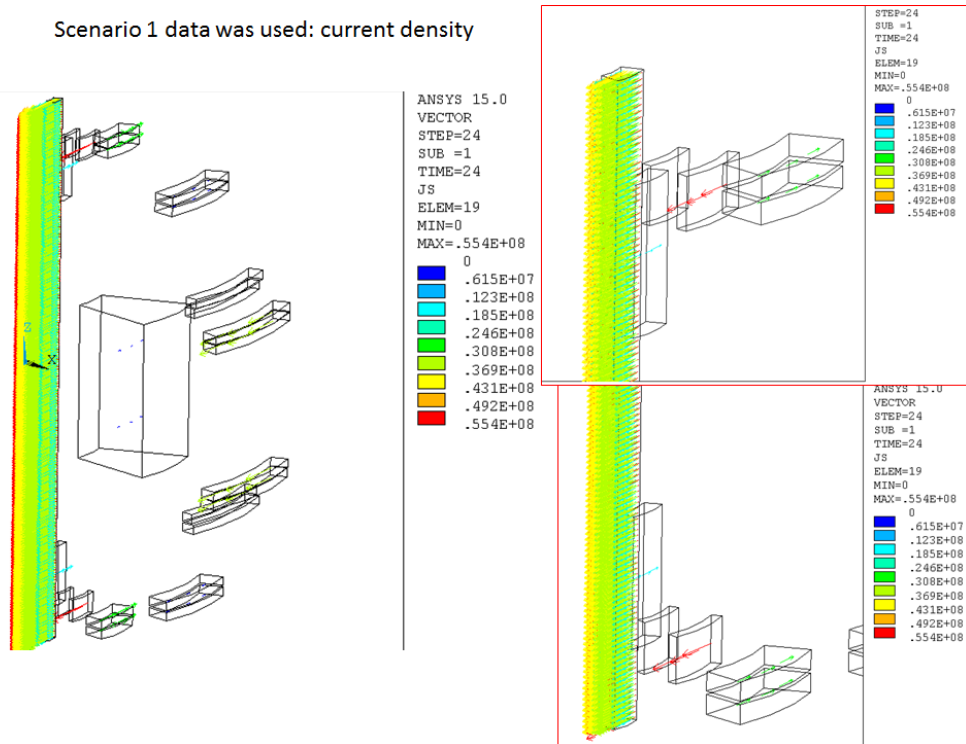 Scenario 1 data was used: current density
ANSYS 15.0
VECTOR
STEP=24
SUB =1
TIME=24
JS
ELEM=19
MIN=0
MAX=.554E+08
0
.615E+07
.123E+08
.185E+08
.246E+08
.308E+08
.369E+08
.431E+08
.492E+08
.554E+08
Z
X
STEP=24
SUB =1
TIME=24
JS
ELEM=19
MIN=0
MAX=.554E+08
0
.615E+07
.123E+08
.185E+08
.246E+08
.308E+08
.369E+08
.431E+08
.492E+08
.554E+08
ANSYS 15.0
VECTOR
STEP=24
SUB =1
TIME=24
JS
ELEM=19
MIN=0
MAX=.554E+08
0
.615E+07
.123E+08
.185E+08
.246E+08
.308E+08
.369E+08
.431E+08
.492E+08
.554E+08